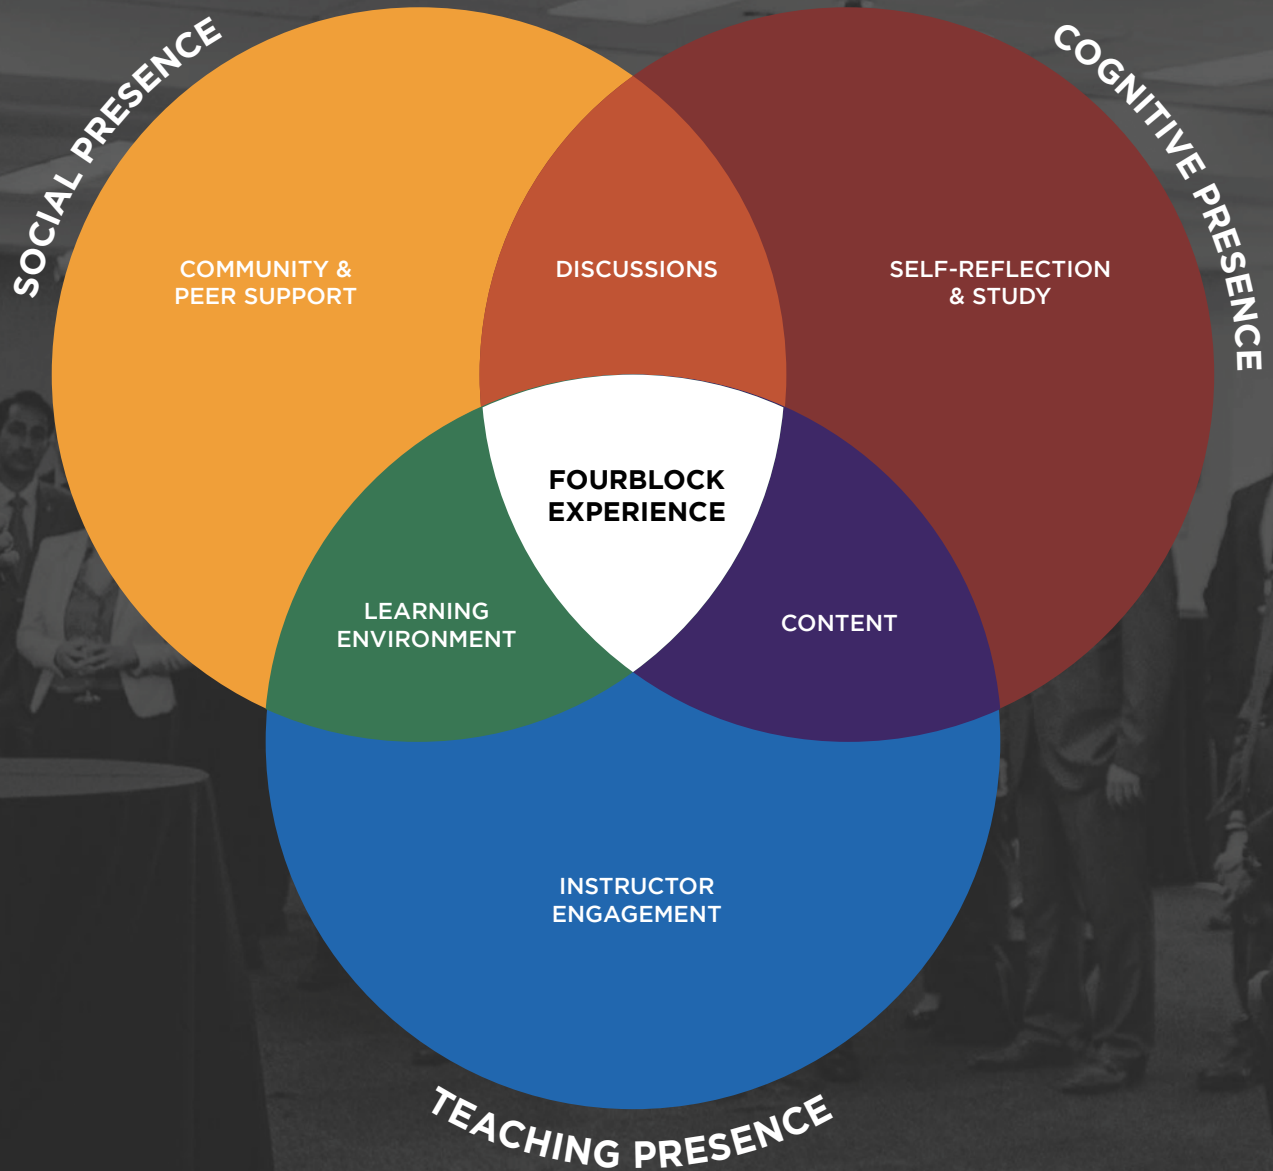 SOCIAL PRESENCE
COGNITIVE PRESENCE
COMMUNITY &
PEER SUPPORT
DISCUSSIONS
SELF-REFLECTION
& STUDY
FOURBLOCK
EXPERIENCE
LEARNING
ENVIRONMENT
CONTENT
INSTRUCTOR
ENGAGEMENT
TEACHING PRESENCE